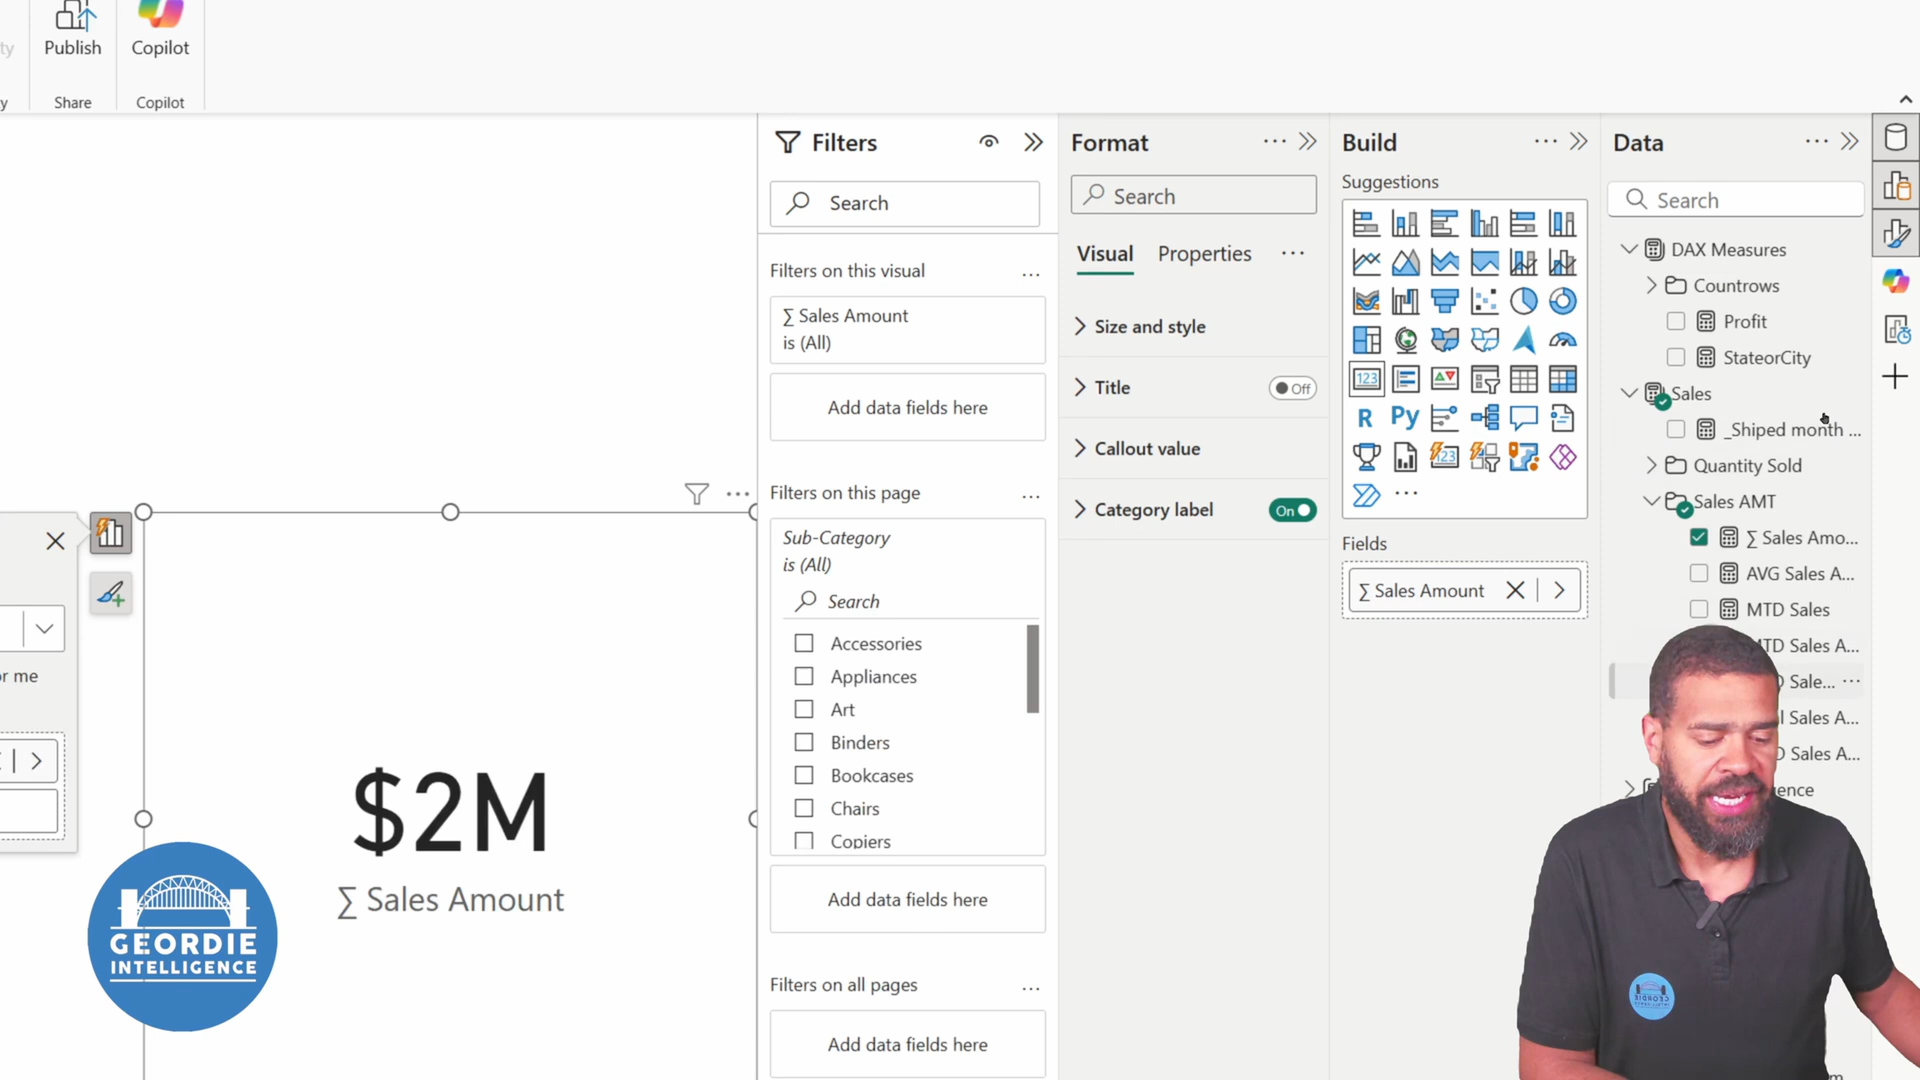 ty
Publish
Copilot
y
Share
Copilot
or me
$2M
∑ Sales Amount
GEORDIE
INTELLIGENCE
Filters
Search
Filters on this visual
...
∑ Sales Amount
is (All)
Add data fields here
Filters on this page
...
Sub-Category
is (All)
Search
Accessories
Appliances
Art
Binders
Bookcases
Chairs
Copiers
Add data fields here
Filters on all pages
...
Add data fields here
Format
Search
Visual
Properties
...
Size and style
Title
Off
Callout value
Category label
On
Build
Suggestions
123
R
Py
123
...
Fields
∑ Sales Amount
Data
Search
DAX Measures
Countrows
Profit
StateorCity
Sales
_Shiped month ...
Quantity Sold
Sales AMT
∑ Sales Amo...
AVG Sales A...
MTD Sales
MTD Sales A...
D Sale...
l Sales A...
D Sales A...
ence